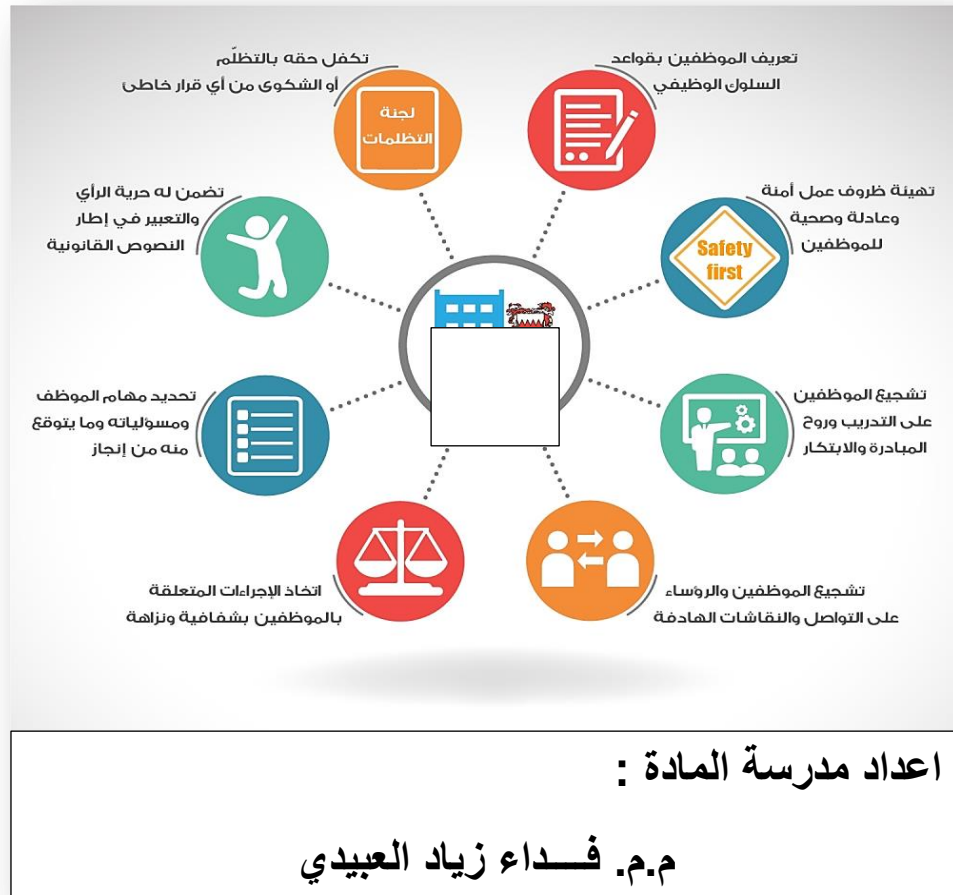 تعريف الموظفين بقواعد
السلوك الوظيفي
تهيئة ظروف عمل أمنة
وعادلة وصحية
للموظفين
Safety
first
تشجيع الموظفين
على التدريب وروح
المبادرة والابتكار
تشجيع الموظفين والرؤساء
على التواصل والنقاشات الهادفة
اتخاذ الإجراءات المتعلقة
بالموظفين بشفافية ونزاهة
تحديد مهام الموظف
ومسؤولياته وما يتوقع
منه من إنجاز
تضمن له حرية الرأي
والتعبير في إطار
النصوص القانونية
تكفل حقه بالتظلّم
أو الشكوى من أي قرار خاطئ
لجنة
التظلمات
اعداد مدرسة المادة :
م.م. فــــداء زياد العبيدي